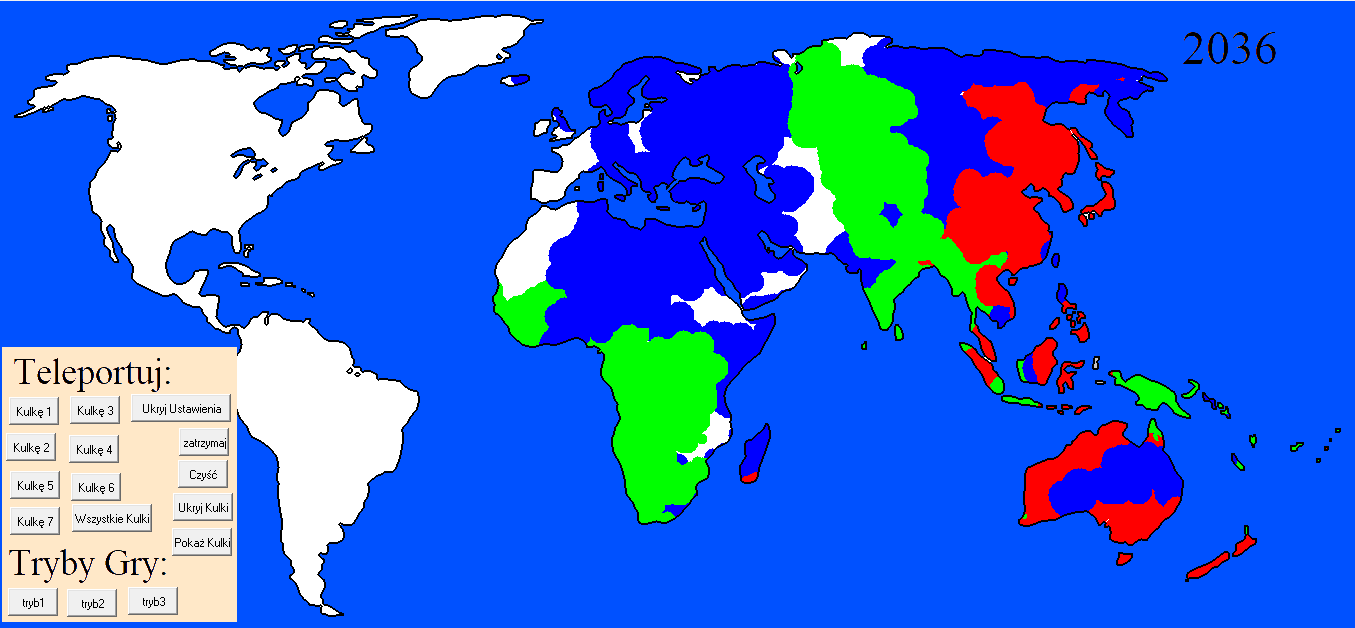 2036
Teleportuj:
Kulkę 1
Kulkę 3
Ukryj Ustawienia
Kulkę 2
Kulkę 4
zatrzymaj
Kulkę 5
Kulkę 6
Czyść
Kulkę 7
Wszystkie Kulki
Ukryj Kulki
Pokaż Kulki
Tryby Gry:
tryb1
tryb2
tryb3